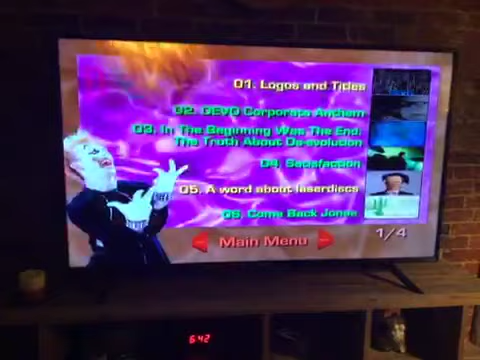 01. Logos and Titles
02. DEVO Corporate Anthem
03. In The Beginning Was The End:
The Truth About De-evolution
04. Satisfaction
05. A word about laserdiscs
06. Come Back Jonee
Main Menu
1/4
6:42